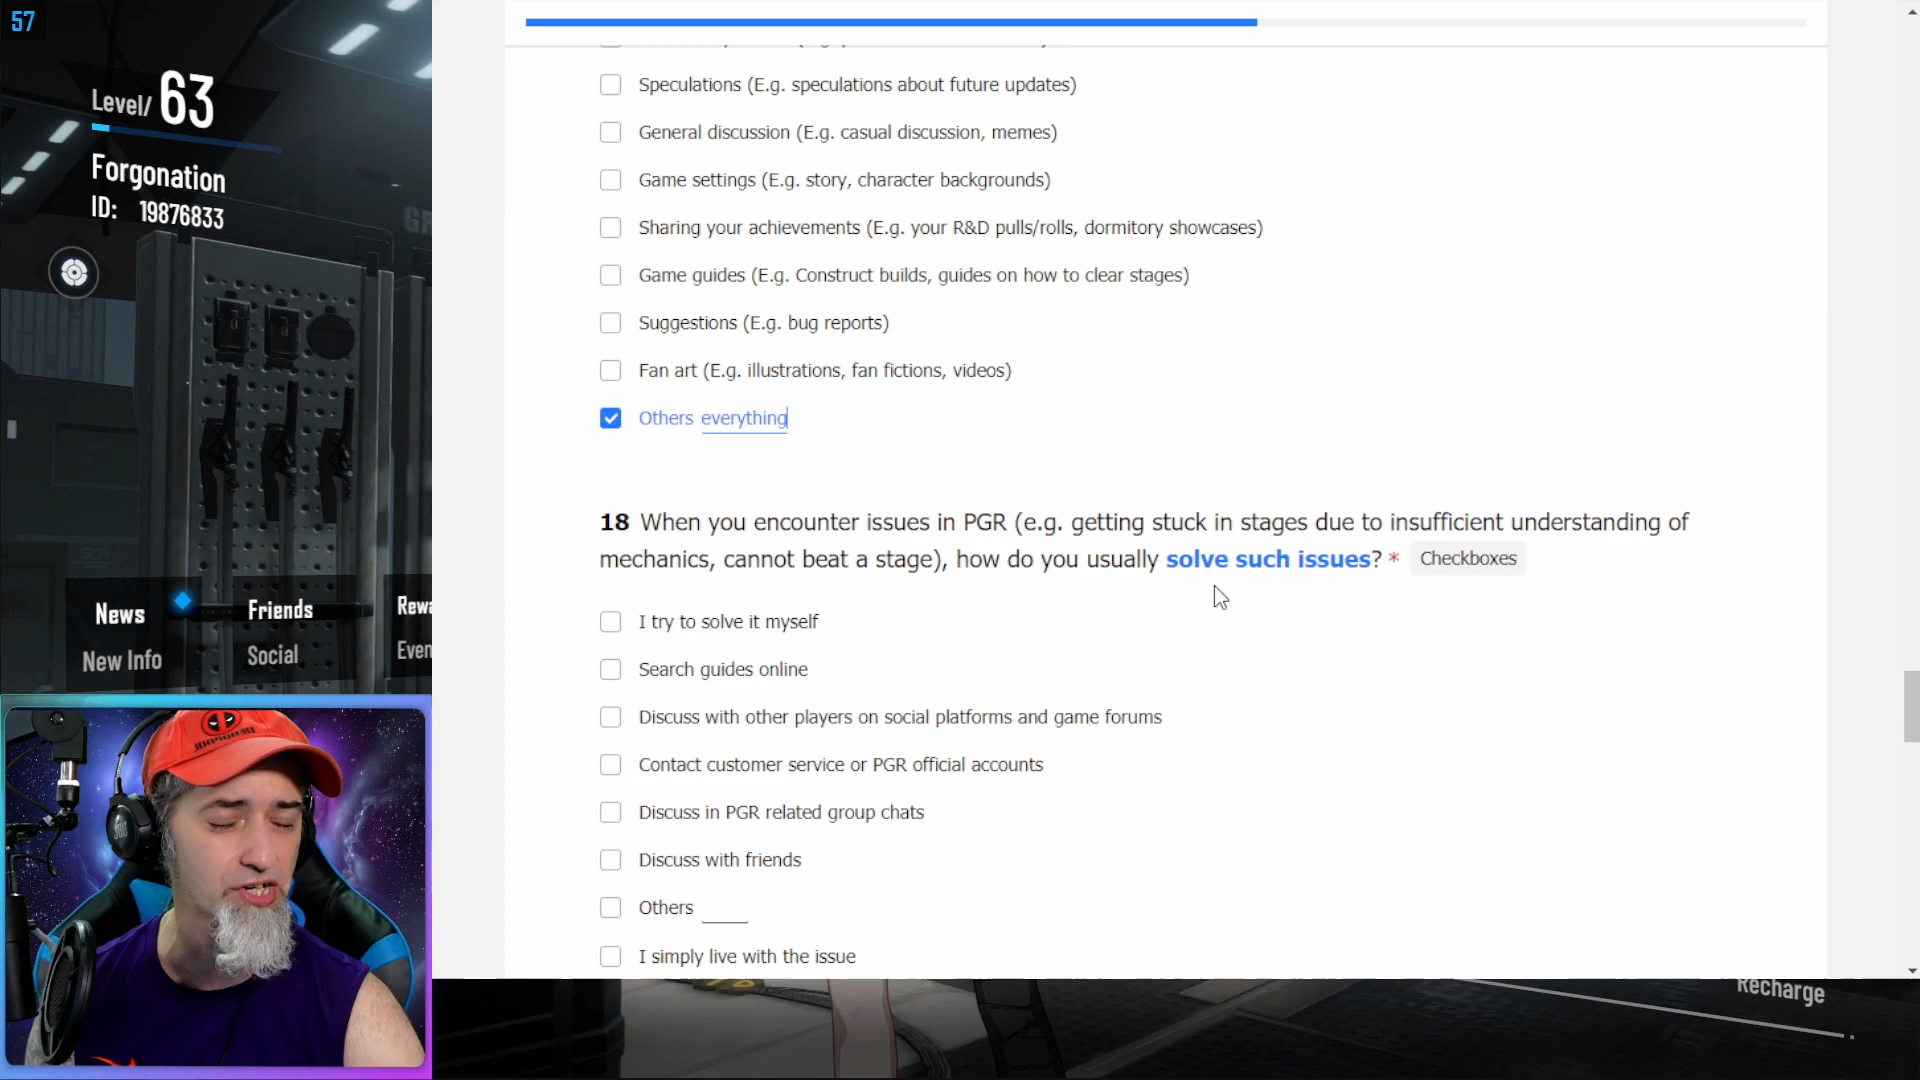 57
Level/ 63
Forgonation
ID: 19876833
News
New Info
Friends
Social
Speculations (E.g. speculations about future updates)
General discussion (E.g. casual discussion, memes)
Game settings (E.g. story, character backgrounds)
Sharing your achievements (E.g. your R&D pulls/rolls, dormitory showcases)
Game guides (E.g. Construct builds, guides on how to clear stages)
Suggestions (E.g. bug reports)
Fan art (E.g. illustrations, fan fictions, videos)
Others everything
18 When you encounter issues in PGR (e.g. getting stuck in stages due to insufficient understanding of
mechanics, cannot beat a stage), how do you usually solve such issues? * Checkboxes
I try to solve it myself
Search guides online
Discuss with other players on social platforms and game forums
Contact customer service or PGR official accounts
Discuss in PGR related group chats
Discuss with friends
Others
I simply live with the issue
Recharge